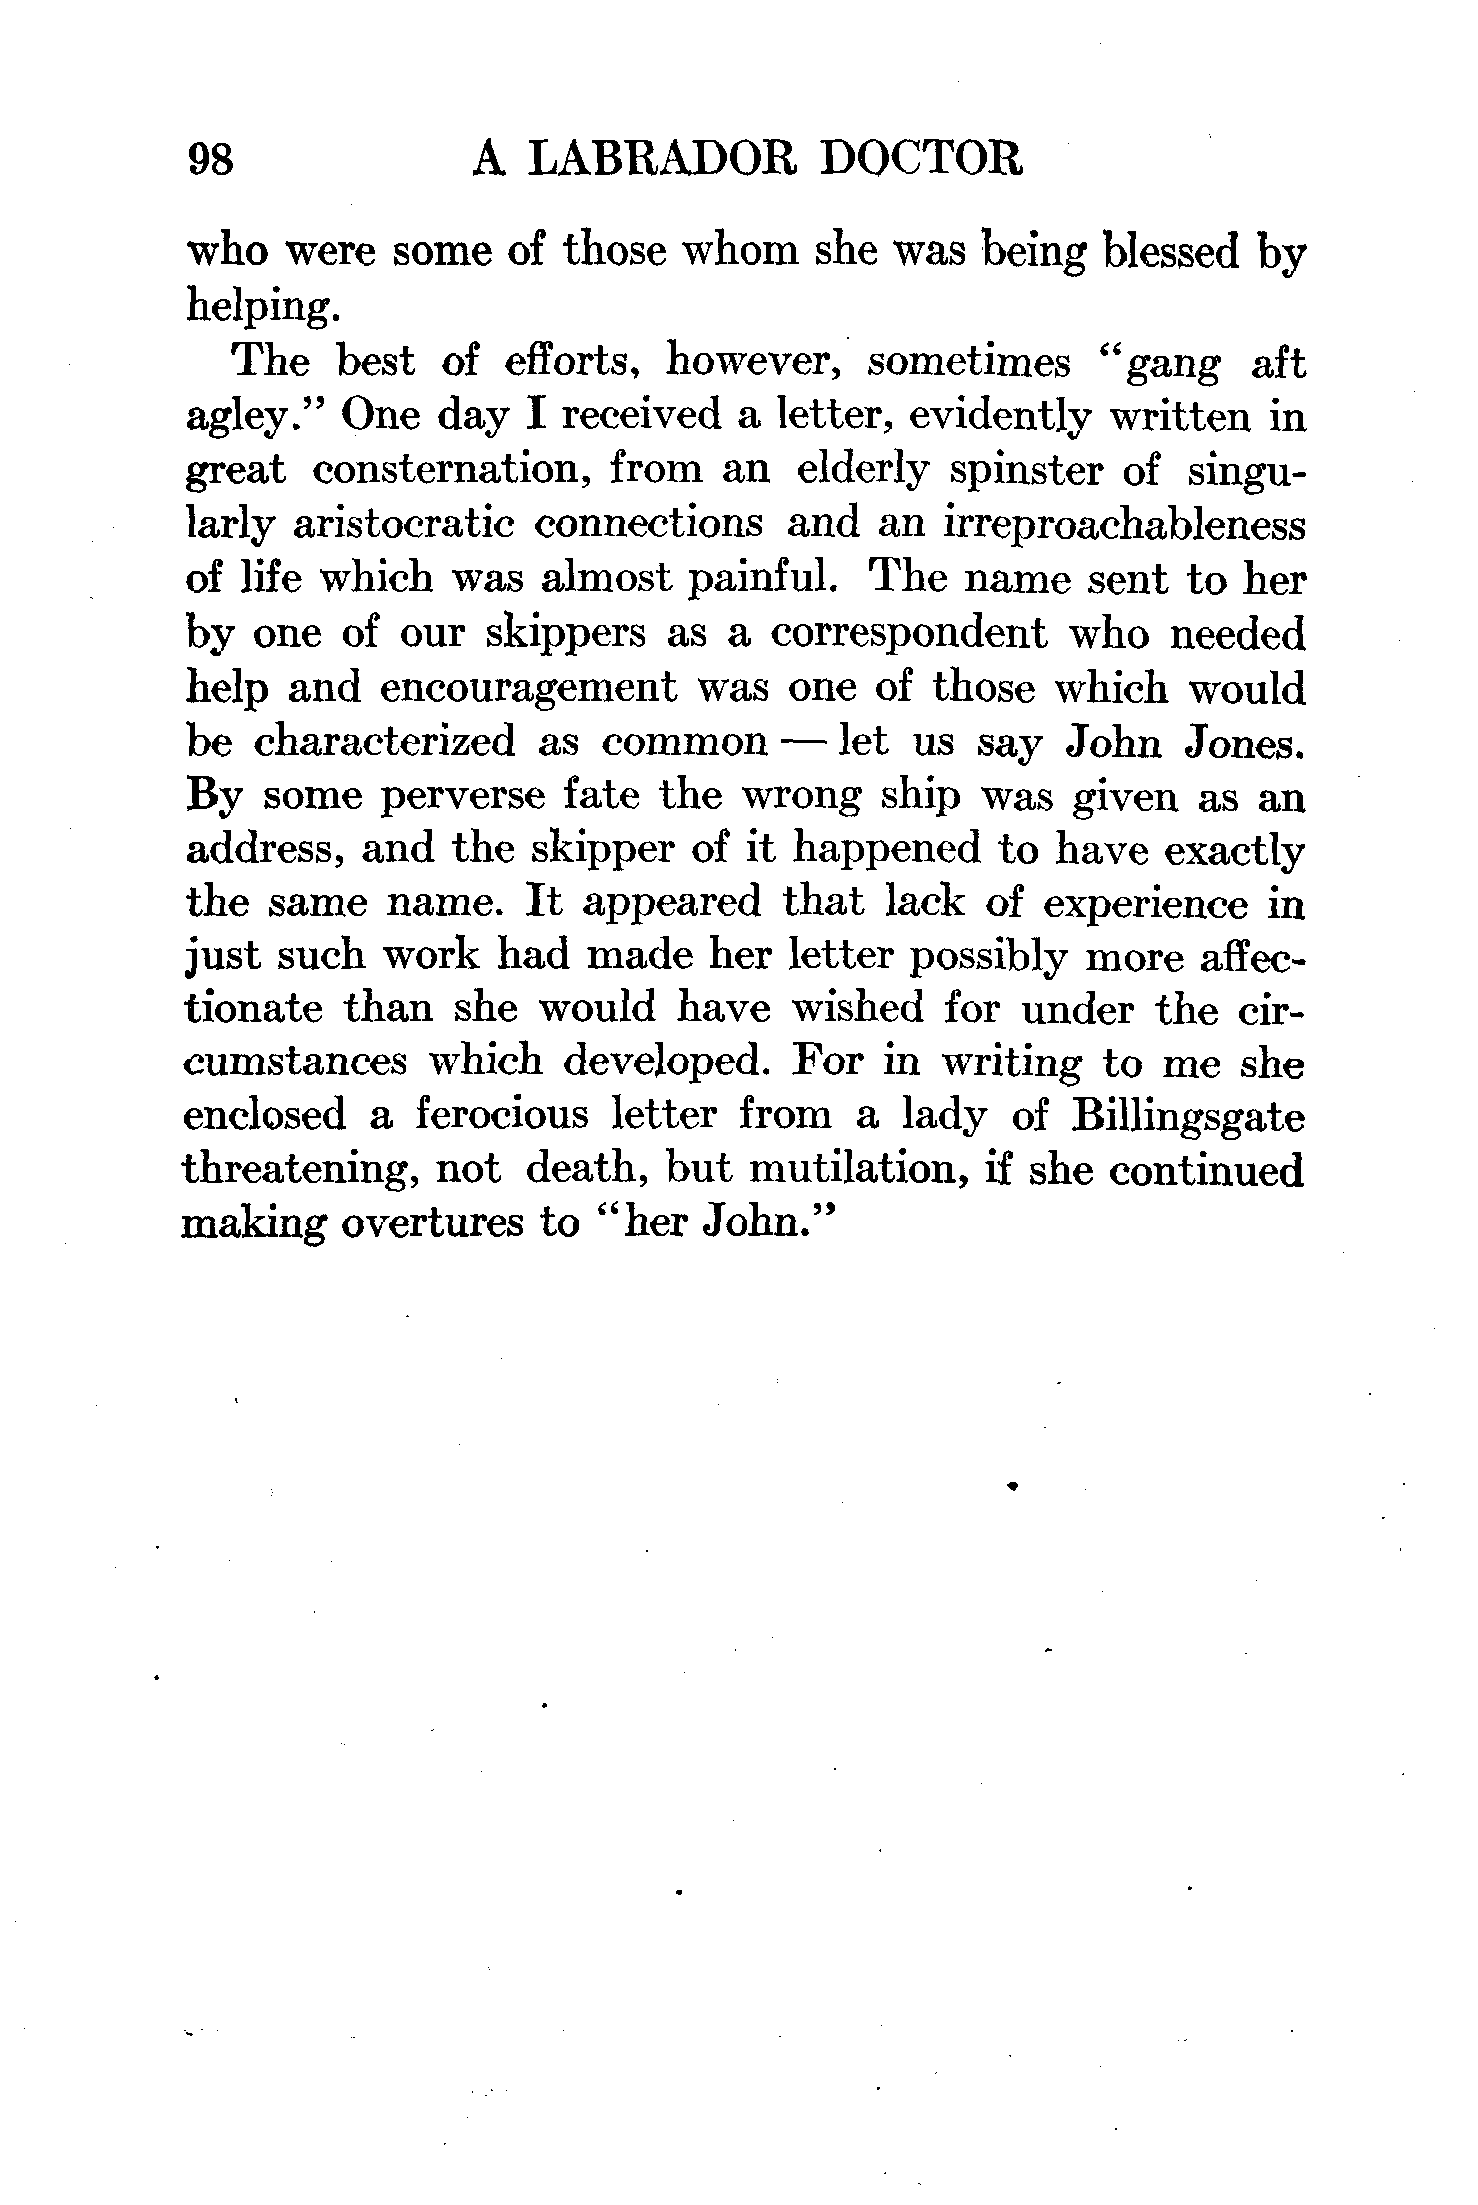 98 A LABRADOR DOCTOR
who were some of those whom she was being blessed by
helping.
The best of efforts, however, sometimes “gang aft
agley.” One day I received a letter, evidently written in
great consternation, from an elderly spinster of singu-
larly aristocratic connections and an irreproachableness
of life which was almost painful. The name sent to her
by one of our skippers as a correspondent who needed
help and encouragement was one of those which would
be characterized as common — let us say John Jones.
By some perverse fate the wrong ship was given as an
address, and the skipper of it happened to have exactly
the same name. It appeared that lack of experience in
just such work had made her letter possibly more affec-
tionate than she would have wished for under the cir-
cumstances which developed. For in writing to me she
enclosed a ferocious letter from a lady of Billingsgate
threatening, not death, but mutilation, if she continued
making overtures to “her John.”